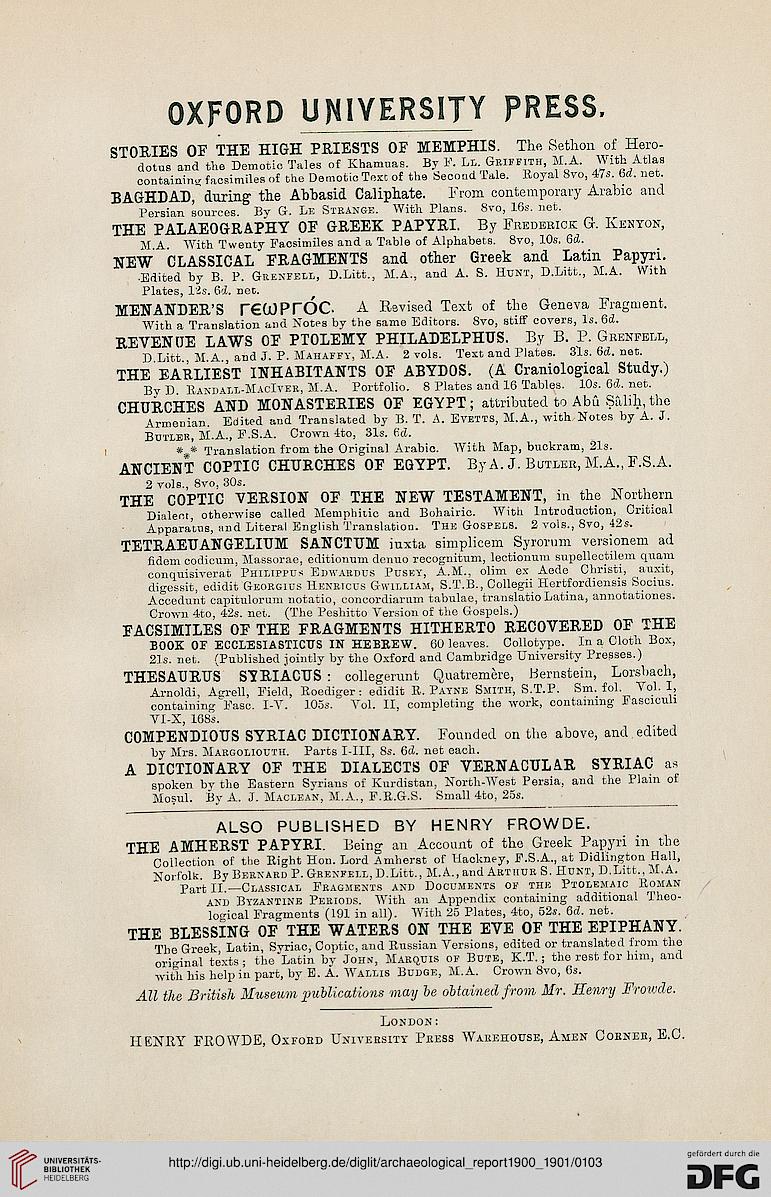 OXFORD UNIVERSITY PRESS.
STORIES OF THE HIGH PRIESTS OF MEMPHIS. The Sethon of Hero-
dotus and the Demotic Tales of Khamuas. By F. LL. GRIFFITH, M.A. With Atlas
containing facsimiles of the Demotic Text of the Second Tale. Royal 8vo, 47s. 6d. net.
BAGHDAD, during the Abbasid Caliphate. From contemporary Arabic and
Persian sources. By G. LE STRANGE. With Plans. 8vo, 16s. net.
THE PALAEOGRAPHY OF GREEK PAPYRI. By FREDERICK G. KENYON,
M.A. With Twenty Facsimiles and a Table of Alphabets. 8vo, 10s. 6d.
NEW CLASSICAL FRAGMENTS and other Greek and Latin Papyri.
Edited by B. P. GRENFELL, D.Litt., M.A., and A. S. HUNT, D.Litt., M.A. With
Plates, 12s. 6d. net.
MENANDER'S ΓΕωΡΓΌС. A Revised Text of the Geneva Fragment.
With a Translation and Notes by the same Editors. 8vo, stiff covers, 1s. 6d.
REVENUE LAWS OF PTOLEMY PHILADELPHUS. By B. P. GRENFELL,
D.Litt., M.A., and J. P. MAHAFFY, M.A. 2 vols. Text and Plates. 31s. 6d. net.
THE EARLIEST INHABITANTS OF ABYDOS. (A Craniological Study.)
By D. RANDALL-MACIVER, M.A. Portfolio. 8 Plates and 16 Tables. 10s. 6d. net.
CHURCHES AND MONASTERIES OF EGYPT; attributed to Abû Ṣâliḥ, the
Armenian. Edited and Translated by B. T. A. EVETTS, M.A., with Notes by A. J.
BUTLER, M.A., F.S.A. Crown 4to, 31s. 6d.
*** Translation from the Original Arabic. With Map, buckram, 21s.
ANCIENT COPTIC CHURCHES OF EGYPT. By A. J. BUTLER, M.A., F.S.A.
2 vols., 8vo, 30s.
THE COPTIC VERSION OF THE NEW TESTAMENT, in the Northern
Dialect, otherwise called Memphitic and Bohairic. With Introduction, Critical
Apparatus, and Literal English Translation. THE GOSPELS. 2 vols., 8vo, 42s.
TETRAEUANGELIUM SANCTUM iuxta simplicem Syrorum versionem ad
fidem codicum, Massorae, editionum denuo recognitum, lectionum supellectilem quam
conquisiverat PHILIPPUS EDWARDUS PUSEY, A.M., olim ex Aede Christi, auxit,
digessit, edidit GEORGIUS HENRICUS GWILLIAM, S.T.B., Collegii Hertfordiensis Socius.
Accedunt capitulorum notatio, concordiarum tabulae, translatio Latina, annotationes.
Crown 4to, 42s. net. (The Peshitto Version of the Gospels.)
FACSIMILES OF THE FRAGMENTS HITHERTO RECOVERED OF THE
BOOK OF ECCLESIASTICUS IN HEBREW. 60 leaves. Collotype. In a Cloth Box,
21s. net. (Published jointly by the Oxford and Cambridge University Presses.)
THESAURUS SYRIACUS: collegerunt Quatremère, Bernstein, Lorsbach,
Arnoldi, Agrell, Field, Roediger: edidit R. PAYNE SMITH, S.T.P. Sm. fol. Vol. I,
containing Fasc. I-V. 105s. Vol. II, completing the work, containing Fasciculi
VI-X, 168s.
COMPENDIOUS SYRIAC DICTIONARY. Founded on the above, and edited
by Mrs. MARGOLIOUTH. Parts I-III, 8s. 6d. net each.
A DICTIONARY OF THE DIALECTS OF VERNACULAR SYRIAC as
spoken by the Eastern Syrians of Kurdistan, North-West Persia, and the Plain of
Moṣul. By A. J. MACLEAN, M.A., F.R.G.S. Small 4to, 25s.
ALSO PUBLISHED BY HENRY FROWDE.
THE AMHERST PAPYRI. Being an Account of the Greek Papyri in the
Collection of the Right Hon. Lord Amherst of Hackney, F.S.A., at Didlington Hall,
Norfolk. By BERNARD P. GRENFELL, D.Litt., M.A., and ARTHUR S. HUNT, D.Litt., M.A.
Part II.—CLASSICAL FRAGMENTS AND DOCUMENTS OF THE PTOLEMAIC ROMAN
AND BYZANTINE PERIODS. With an Appendix containing additional Theo-
logical Fragments (191 in all). With 25 Plates, 4to, 52s. 6d. net.
THE BLESSING OF THE WATERS ON THE EVE OF THE EPIPHANY.
The Greek, Latin, Syriac, Coptic, and Russian Versions, edited or translated from the
original texts; the Latin by JOHN, MARQUIS OF BUTE, K.T.; the rest for him, and
with his help in part, by E. A. WALLIS BUDGE, M.A. Crown 8vo, 6s.
All the British Museum publications may be obtained from Mr. Henry Frowde.
LONDON:
HENRY FROWDE, OXFORD UNIVERSITY PRESS WAREHOUSE, AMEN CORNER, E.C.
UNIVERSITÄTS-
BIBLIOTHEK
HEIDELBERG
http://digi.ub.uni-heidelberg.de/diglit/archaeological_report1900_1901/0103
gefördert durch die
DFG